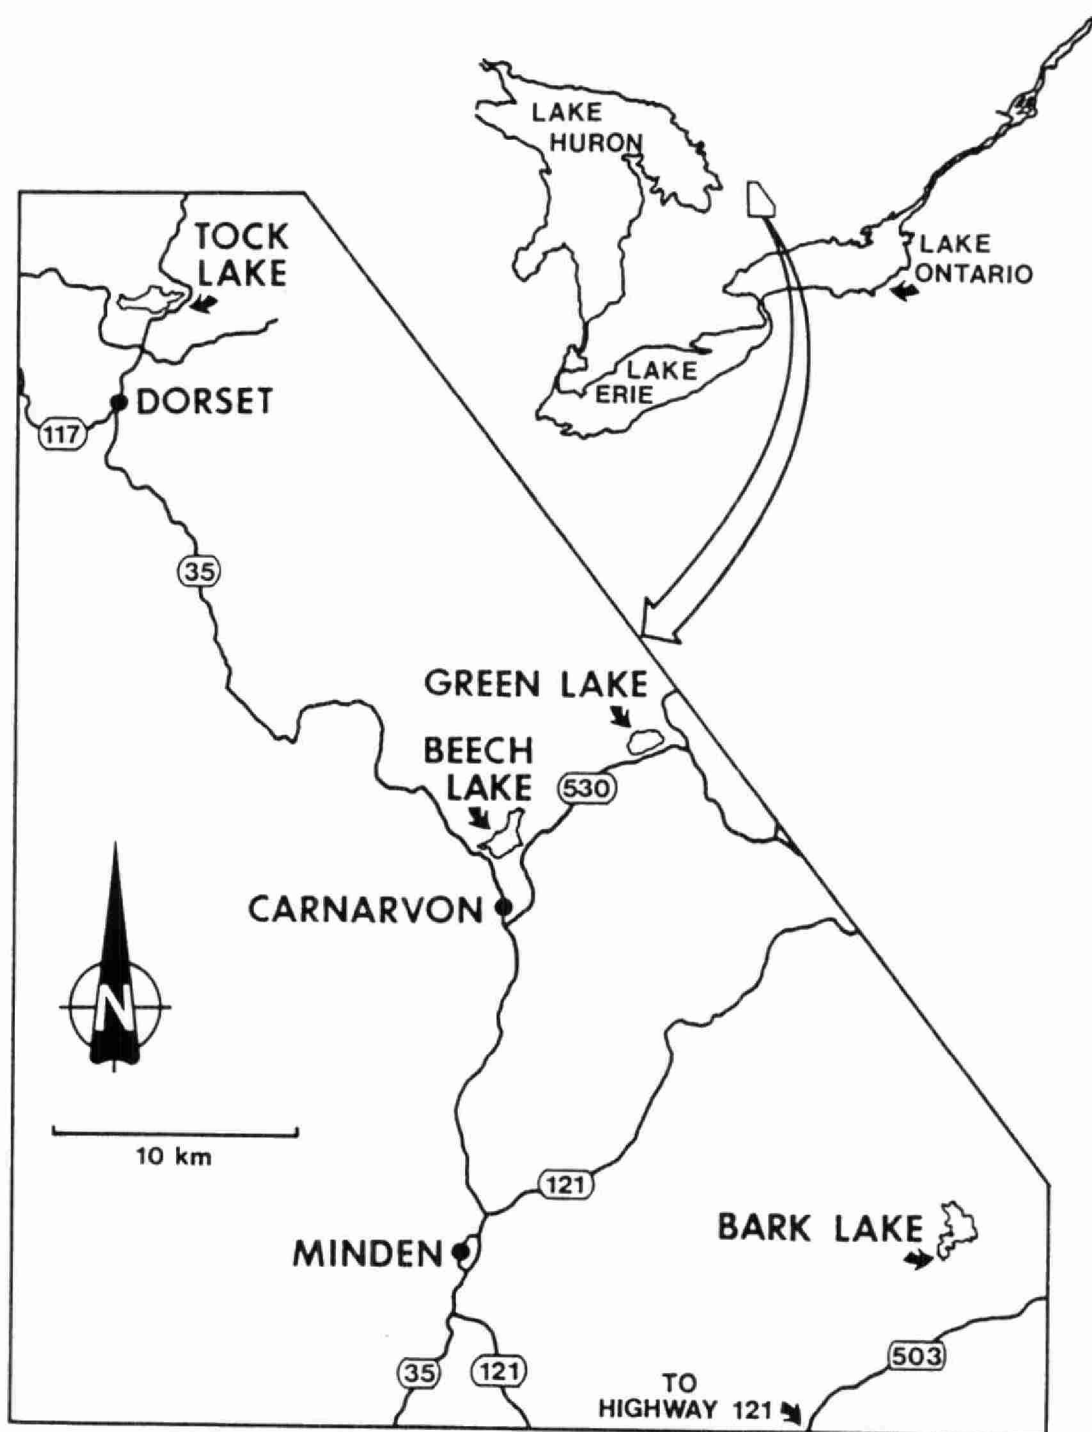 LAKE
HURON
TOCK
LAKE
LAKE
ONTARIO
LAKE
ERIE
DORSET
117
35
GREEN LAKE
BEECH
LAKE
530
CARNARVON
N
10 km
121
BARK LAKE
MINDEN
503
35
121
TO
HIGHWAY 121